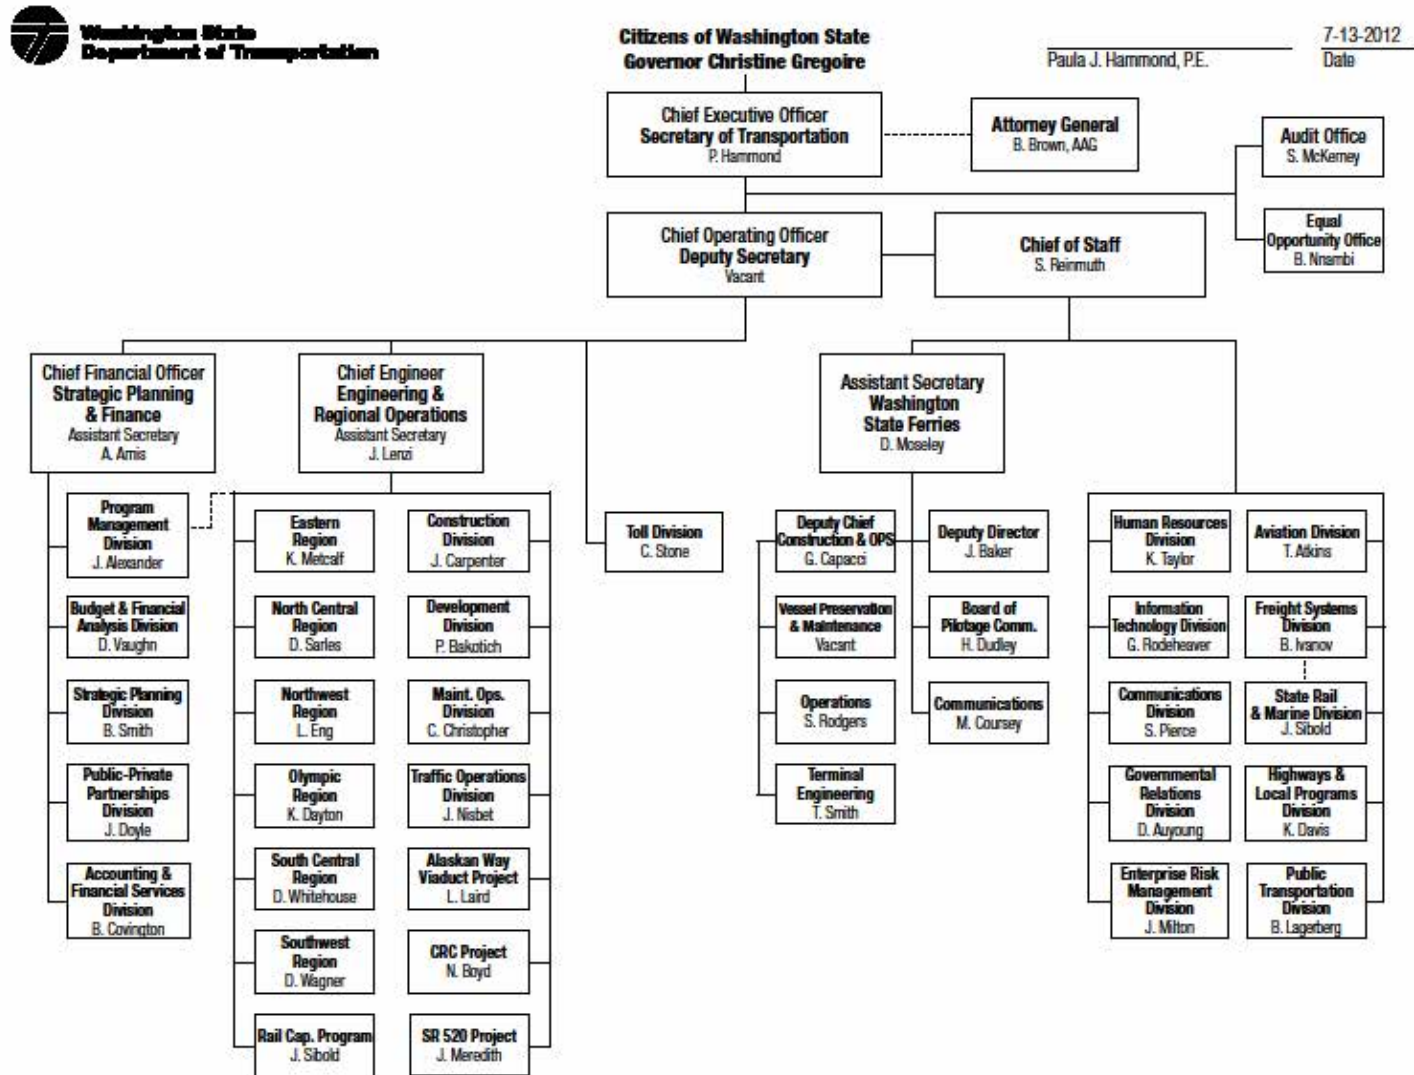 Washington State
Department of Transportation
Citizens of Washington State
Governor Christine Gregoire
Paula J. Hammond, P.E.
7-13-2012
Date
Chief Executive Officer
Secretary of Transportation
P. Hammond
Attorney General
B. Brown, AAG
Audit Office
S. McKerney
Equal
Opportunity Office
B. Nnambi
Chief Operating Officer
Deputy Secretary
Vacant
Chief of Staff
S. Reinmuth
Chief Financial Officer
Strategic Planning
& Finance
Assistant Secretary
A. Amis
Chief Engineer
Engineering &
Regional Operations
Assistant Secretary
J. Lenzi
Assistant Secretary
Washington
State Ferries
D. Moseley
Program
Management
Division
J. Alexander
Budget & Financial
Analysis Division
D. Vaughn
Strategic Planning
Division
B. Smith
Public-Private
Partnerships
Division
J. Doyle
Accounting &
Financial Services
Division
B. Covington
Eastern
Region
K. Metcalf
North Central
Region
D. Sarles
Northwest
Region
L. Eng
Olympic
Region
K. Dayton
South Central
Region
D. Whitehouse
Southwest
Region
D. Wagner
Rail Cap. Program
J. Sibold
Construction
Division
J. Carpenter
Development
Division
P. Bakotich
Maint. Ops.
Division
C. Christopher
Traffic Operations
Division
J. Nisbet
Alaskan Way
Viaduct Project
L. Laird
CRC Project
N. Boyd
SR 520 Project
J. Meredith
Toll Division
C. Stone
Deputy Chief
Construction & OPS
G. Capacci
Vessel Preservation
& Maintenance
Vacant
Operations
S. Rodgers
Terminal
Engineering
T. Smith
Deputy Director
J. Baker
Board of
Pilotage Comm.
H. Dudley
Communications
M. Coursey
Human Resources
Division
K. Taylor
Information
Technology Division
G. Rodeheaver
Communications
Division
S. Pierce
Governmental
Relations
Division
D. Auyoung
Enterprise Risk
Management
Division
J. Milton
Aviation Division
T. Atkins
Freight Systems
Division
B. Ivanov
State Rail
& Marine Division
J. Sibold
Highways &
Local Programs
Division
K. Davis
Public
Transportation
Division
B. Lagerberg